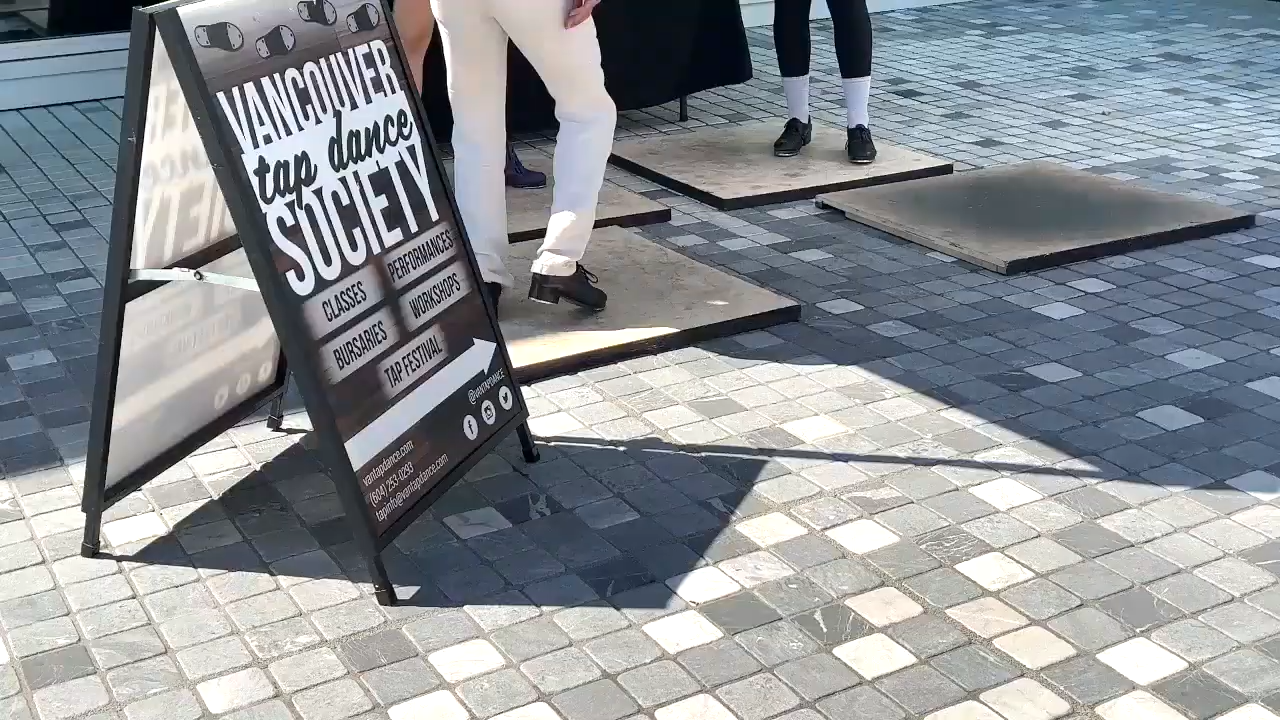 VANCOUVER
tap dance
SOCIETY
CLASSES PERFORMANCES
BURSARIES WORKSHOPS
TAP FESTIVAL
@VANTAPDANCE
vantapdance.com
(604) 253-0293
tapinfo@vantapdance.com